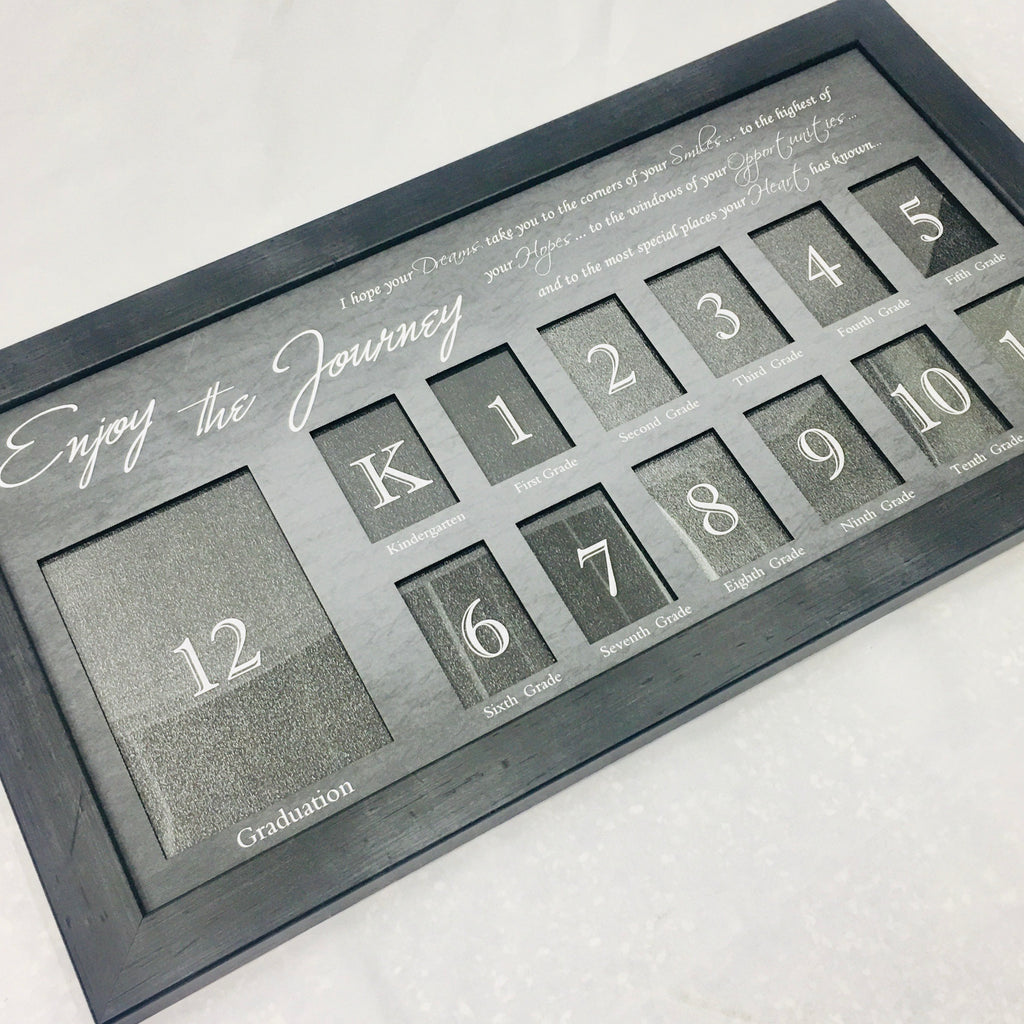 I hope your Dreams take you to the corners of your Smiles... to the highest of
your Hopes... to the windows of your Opportunities...
and to the most special places your Heart has known...
Enjoy the Journey
K
1
2
3
4
5
Kindergarten
First Grade
Second Grade
Third Grade
Fourth Grade
Fifth Grade
12
6
7
8
9
10
1
Graduation
Sixth Grade
Seventh Grade
Eighth Grade
Ninth Grade
Tenth Grade